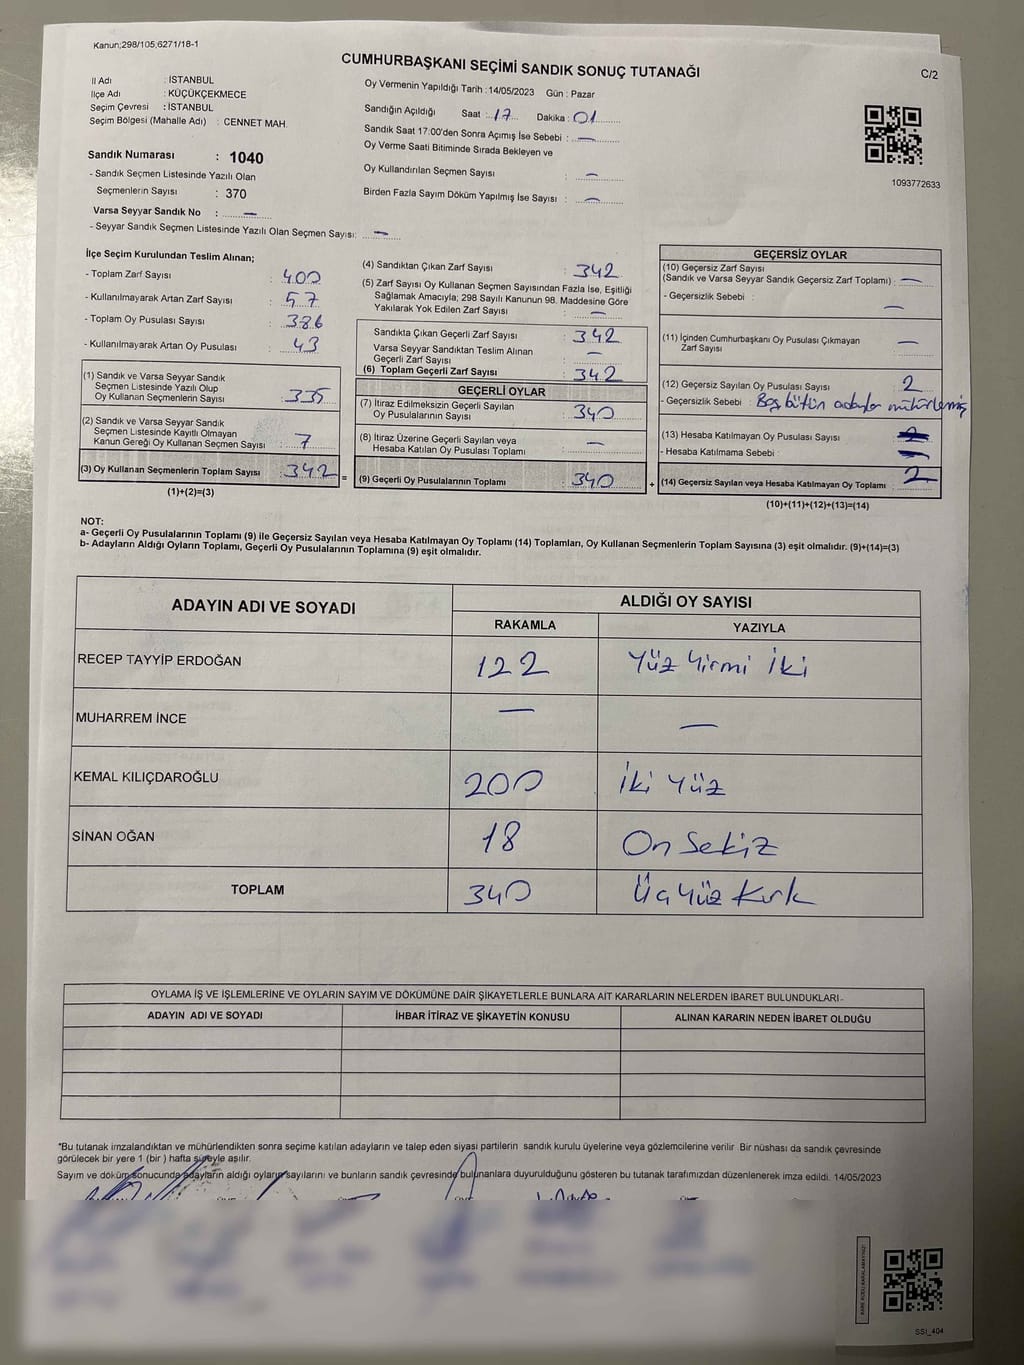 Kanun;298/105,6271/18-1
CUMHURBAŞKANI SEÇİMİ SANDIK SONUÇ TUTANAĞI
C/2
İl Adı : İSTANBUL
İlçe Adı : KÜÇÜKÇEKMECE
Seçim Çevresi : İSTANBUL
Seçim Bölgesi (Mahalle Adı) : CENNET MAH.
Sandık Numarası : 1040
- Sandık Seçmen Listesinde Yazılı Olan
Seçmenlerin Sayısı : 370
Varsa Seyyar Sandık No : —
- Seyyar Sandık Seçmen Listesinde Yazılı Olan Seçmen Sayısı: —
Oy Vermenin Yapıldığı Tarih :14/05/2023 Gün : Pazar
Sandığın Açıldığı Saat : 17 Dakika : 01
Sandık Saat 17:00'den Sonra Açımış İse Sebebi : —
Oy Verme Saati Bitiminde Sırada Bekleyen ve
Oy Kullandırılan Seçmen Sayısı : —
Birden Fazla Sayım Döküm Yapılmış İse Sayısı : —
1093772633
İlçe Seçim Kurulundan Teslim Alınan;
- Toplam Zarf Sayısı : 400
- Kullanılmayarak Artan Zarf Sayısı : 57
- Toplam Oy Pusulası Sayısı : 386
- Kullanılmayarak Artan Oy Pusulası : 43
(1) Sandık ve Varsa Seyyar Sandık
Seçmen Listesinde Yazılı Olup
Oy Kullanan Seçmenlerin Sayısı : 335
(2) Sandık ve Varsa Seyyar Sandık
Seçmen Listesinde Kayıtlı Olmayan
Kanun Gereği Oy Kullanan Seçmen Sayısı : 7
(3) Oy Kullanan Seçmenlerin Toplam Sayısı : 342 =
(1)+(2)=(3)
(4) Sandıktan Çıkan Zarf Sayısı : 342
(5) Zarf Sayısı Oy Kullanan Seçmen Sayısından Fazla İse, Eşitliği
Sağlamak Amacıyla; 298 Sayılı Kanunun 98. Maddesine Göre
Yakılarak Yok Edilen Zarf Sayısı : —
Sandıkta Çıkan Geçerli Zarf Sayısı : 342
Varsa Seyyar Sandıktan Teslim Alınan
Geçerli Zarf Sayısı : —
(6) Toplam Geçerli Zarf Sayısı : 342
GEÇERLİ OYLAR
(7) İtiraz Edilmeksizin Geçerli Sayılan
Oy Pusulalarının Sayısı : 340
(8) İtiraz Üzerine Geçerli Sayılan veya
Hesaba Katılan Oy Pusulası Toplamı : —
(9) Geçerli Oy Pusulalarının Toplamı : 340 +
GEÇERSİZ OYLAR
(10) Geçersiz Zarf Sayısı
(Sandık ve Varsa Seyyar Sandık Geçersiz Zarf Toplamı) : —
- Geçersizlik Sebebi : —
(11) İçinden Cumhurbaşkanı Oy Pusulası Çıkmayan
Zarf Sayısı : —
(12) Geçersiz Sayılan Oy Pusulası Sayısı : 2
- Geçersizlik Sebebi : Boş bütün adaylar mühürlemiş
(13) Hesaba Katılmayan Oy Pusulası Sayısı :
- Hesaba Katılmama Sebebi : —
(14) Geçersiz Sayılan veya Hesaba Katılmayan Oy Toplamı : 2
(10)+(11)+(12)+(13)=(14)
NOT:
a- Geçerli Oy Pusulalarının Toplamı (9) ile Geçersiz Sayılan veya Hesaba Katılmayan Oy Toplamı (14) Toplamları, Oy Kullanan Seçmenlerin Toplam Sayısına (3) eşit olmalıdır. (9)+(14)=(3)
b- Adayların Aldığı Oyların Toplamı, Geçerli Oy Pusulalarının Toplamına (9) eşit olmalıdır.
ADAYIN ADI VE SOYADI ALDIĞI OY SAYISI
RAKAMLA YAZIYLA
RECEP TAYYİP ERDOĞAN 122 Yüz Yirmi İki
MUHARREM İNCE — —
KEMAL KILIÇDAROĞLU 200 İki Yüz
SİNAN OĞAN 18 On Sekiz
TOPLAM 340 Üç Yüz Kırk
OYLAMA İŞ VE İŞLEMLERİNE VE OYLARIN SAYIM VE DÖKÜMÜNE DAİR ŞİKAYETLERLE BUNLARA AİT KARARLARIN NELERDEN İBARET BULUNDUKLARI
ADAYIN ADI VE SOYADI İHBAR İTİRAZ VE ŞİKAYETİN KONUSU ALINAN KARARIN NEDEN İBARET OLDUĞU
*Bu tutanak imzalandıktan ve mühürlendikten sonra seçime katılan adayların ve talep eden siyasi partilerin sandık kurulu üyelerine veya gözlemcilerine verilir. Bir nüshası da sandık çevresinde
görülecek bir yere 1 (bir ) hafta süreyle asılır.
Sayım ve döküm sonucunda adayların aldığı oyların sayılarını ve bunların sandık çevresinde bulunanlara duyurulduğunu gösteren bu tutanak tarafımızdan düzenlenerek imza edildi. 14/05/2023
SSI_404